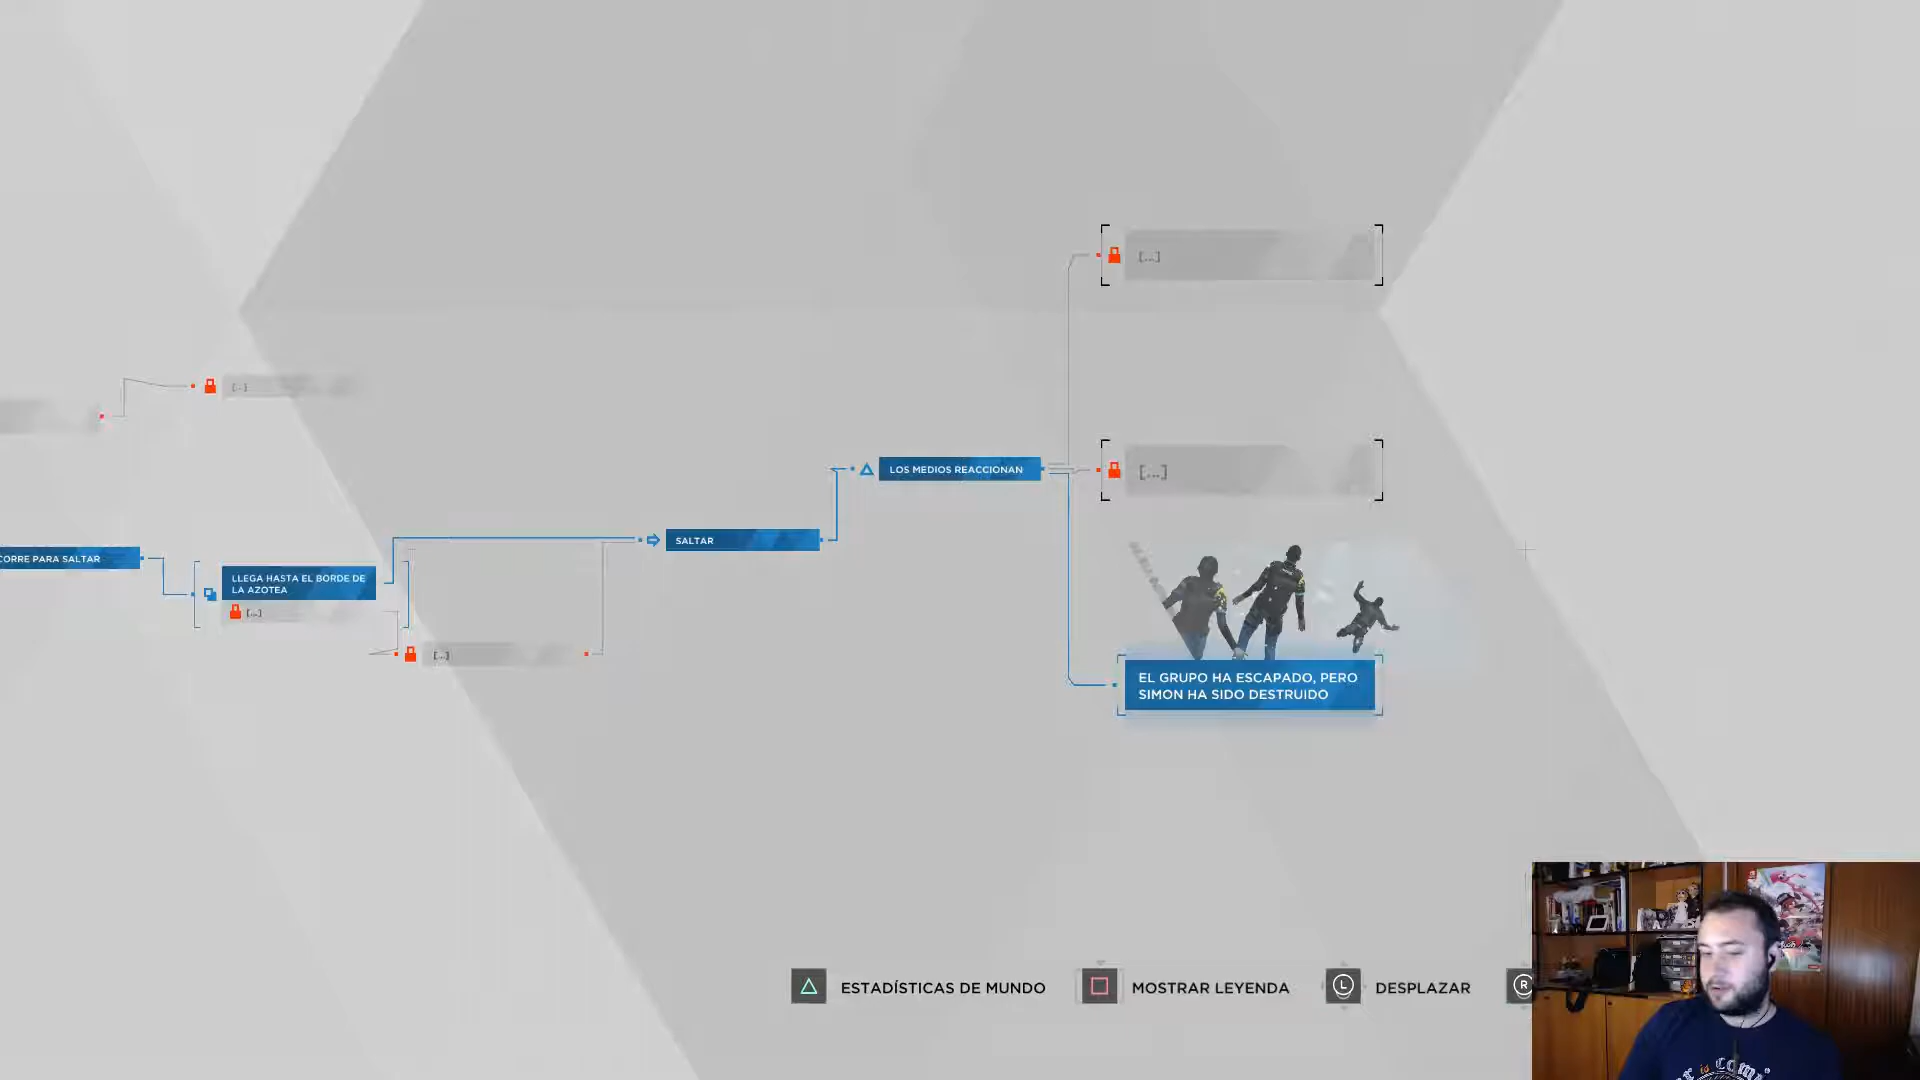 [...]
[...]
LOS MEDIOS REACCIONAN
[...]
SALTAR
CORRE PARA SALTAR
LLEGA HASTA EL BORDE DE
LA AZOTEA
[...]
[...]
EL GRUPO HA ESCAPADO, PERO
SIMON HA SIDO DESTRUIDO
ESTADÍSTICAS DE MUNDO
MOSTRAR LEYENDA
L
DESPLAZAR
R